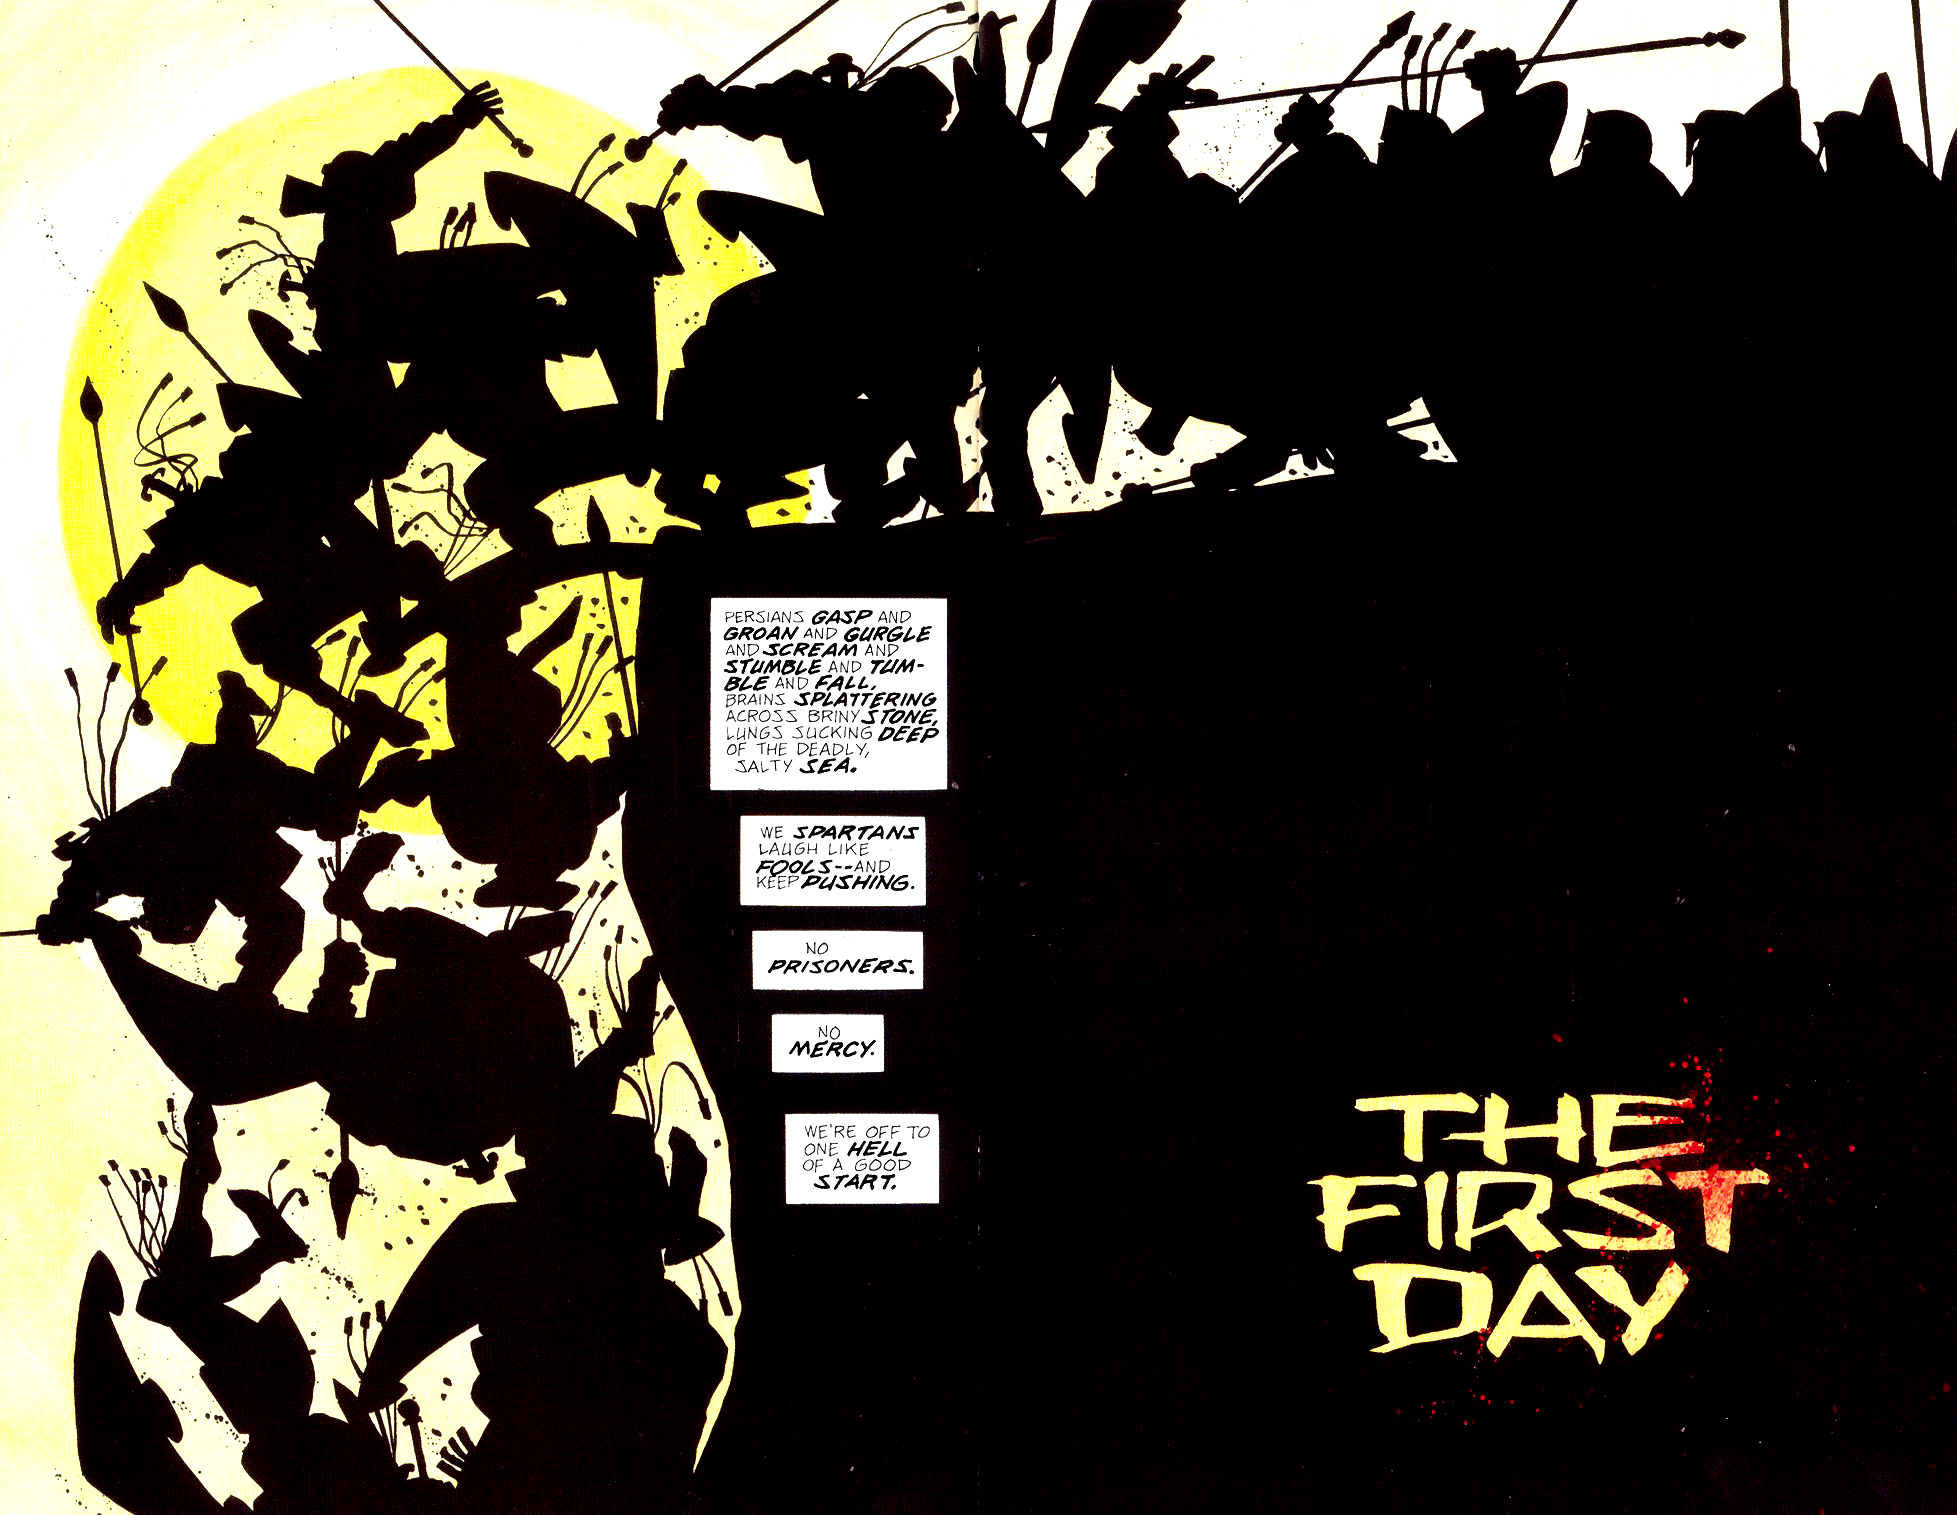 PERSIANS GASP AND
GROAN AND GURGLE
AND SCREAM AND
STUMBLE AND TUM-
BLE AND FALL,
BRAINS SPLATTERING
ACROSS BRINY STONE,
LUNGS SUCKING DEEP
OF THE DEADLY,
SALTY SEA.
WE SPARTANS
LAUGH LIKE
FOOLS--AND
KEEP PUSHING.
NO
PRISONERS.
NO
MERCY.
WE'RE OFF TO
ONE HELL
OF A GOOD
START.
THE
FIRST
DAY